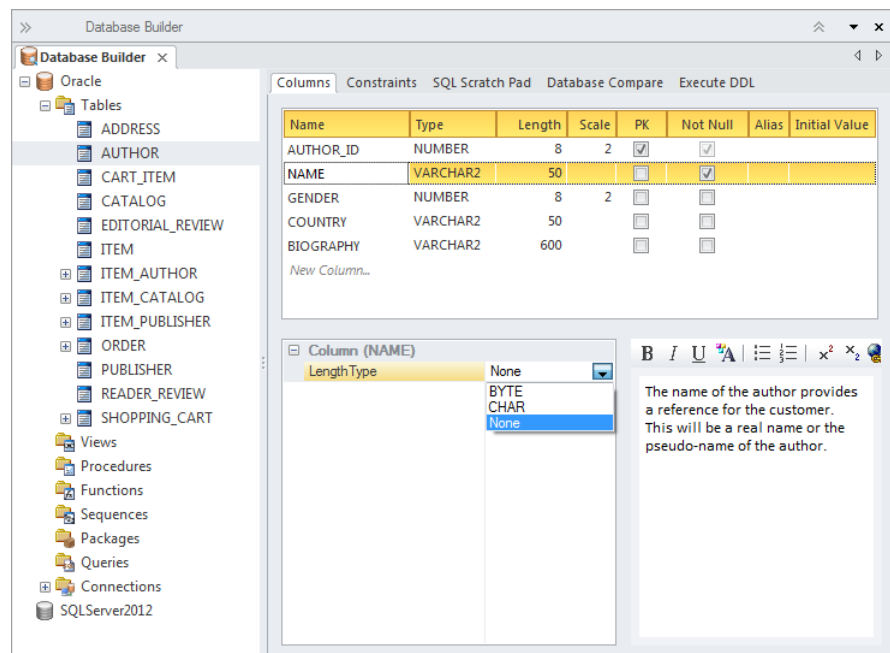 Database Builder
Database Builder
Oracle
Tables
ADDRESS
AUTHOR
CART_ITEM
CATALOG
EDITORIAL_REVIEW
ITEM
ITEM_AUTHOR
ITEM_CATALOG
ITEM_PUBLISHER
ORDER
PUBLISHER
READER_REVIEW
SHOPPING_CART
Views
Procedures
Functions
Sequences
Packages
Queries
Connections
SQLServer2012
Columns Constraints SQL Scratch Pad Database Compare Execute DDL
Name Type Length Scale PK Not Null Alias Initial Value
AUTHOR_ID NUMBER 8 2
NAME VARCHAR2 50
GENDER NUMBER 8 2
COUNTRY VARCHAR2 50
BIOGRAPHY VARCHAR2 600
New Column...
Column (NAME)
LengthType None
BYTE
CHAR
None
B I U A x² x₂
The name of the author provides
a reference for the customer.
This will be a real name or the
pseudo-name of the author.